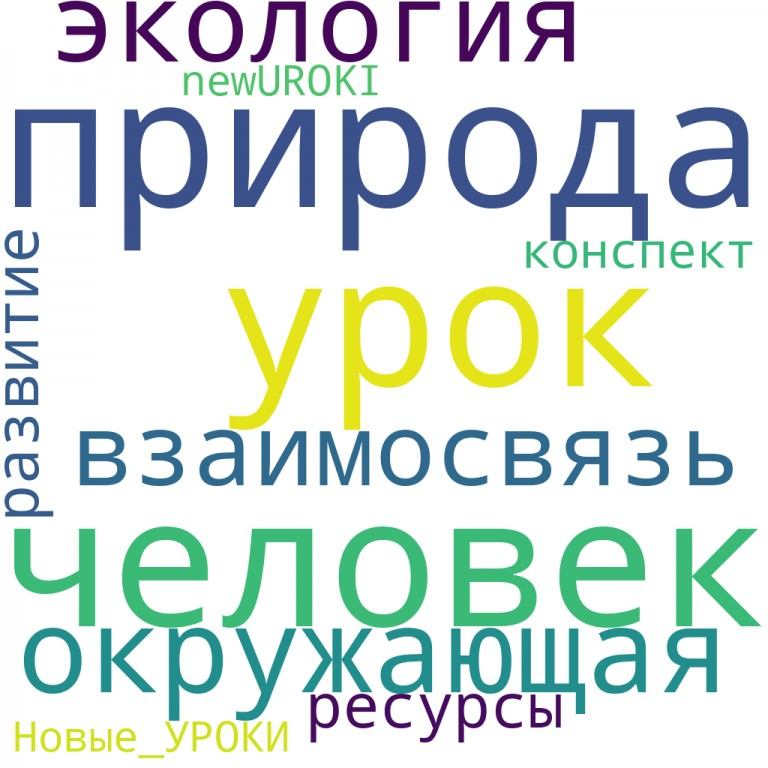 экология
newUROKI
природа
конспект
развитие
урок
взаимосвязь
человек
окружающая
ресурсы
Новые_УРОКИ